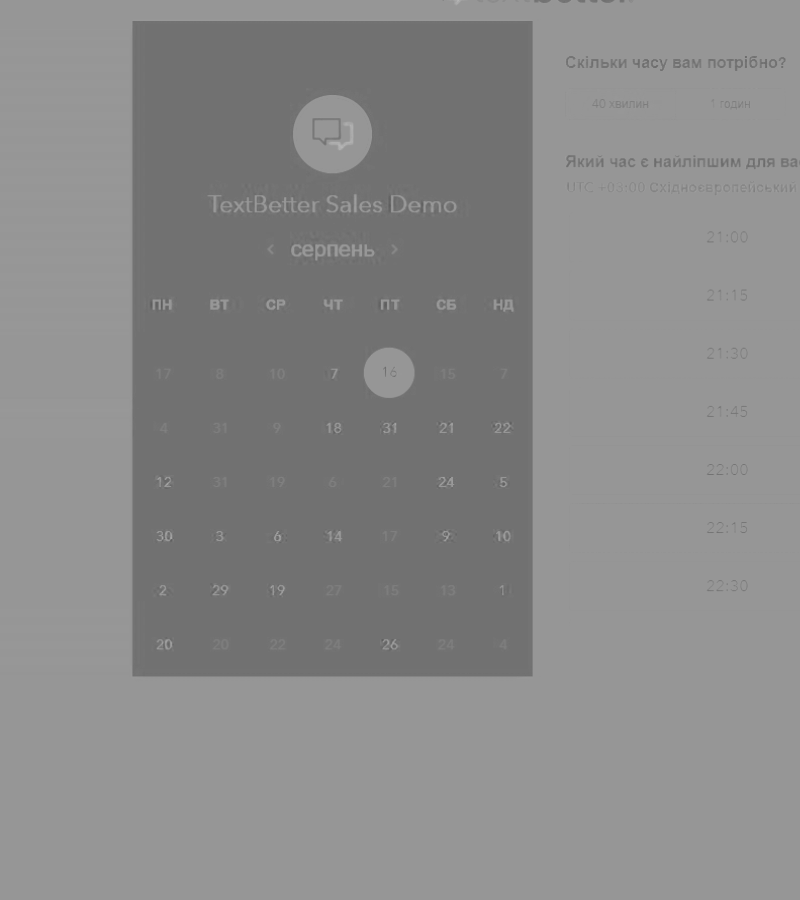 TextBetter Sales Demo
‹ серпень ›
ПН ВТ СР ЧТ ПТ СБ НД
17 8 10 7 16 15 7
4 31 9 18 31 21 22
12 31 19 6 21 24 5
30 3 6 14 17 9 10
2 29 19 27 15 13 1
20 20 22 24 26 24 4
Скільки часу вам потрібно?
40 хвилин 1 годин
Який час є найліпшим для вас
UTC +03:00 Східноєвропейський
21:00
21:15
21:30
21:45
22:00
22:15
22:30